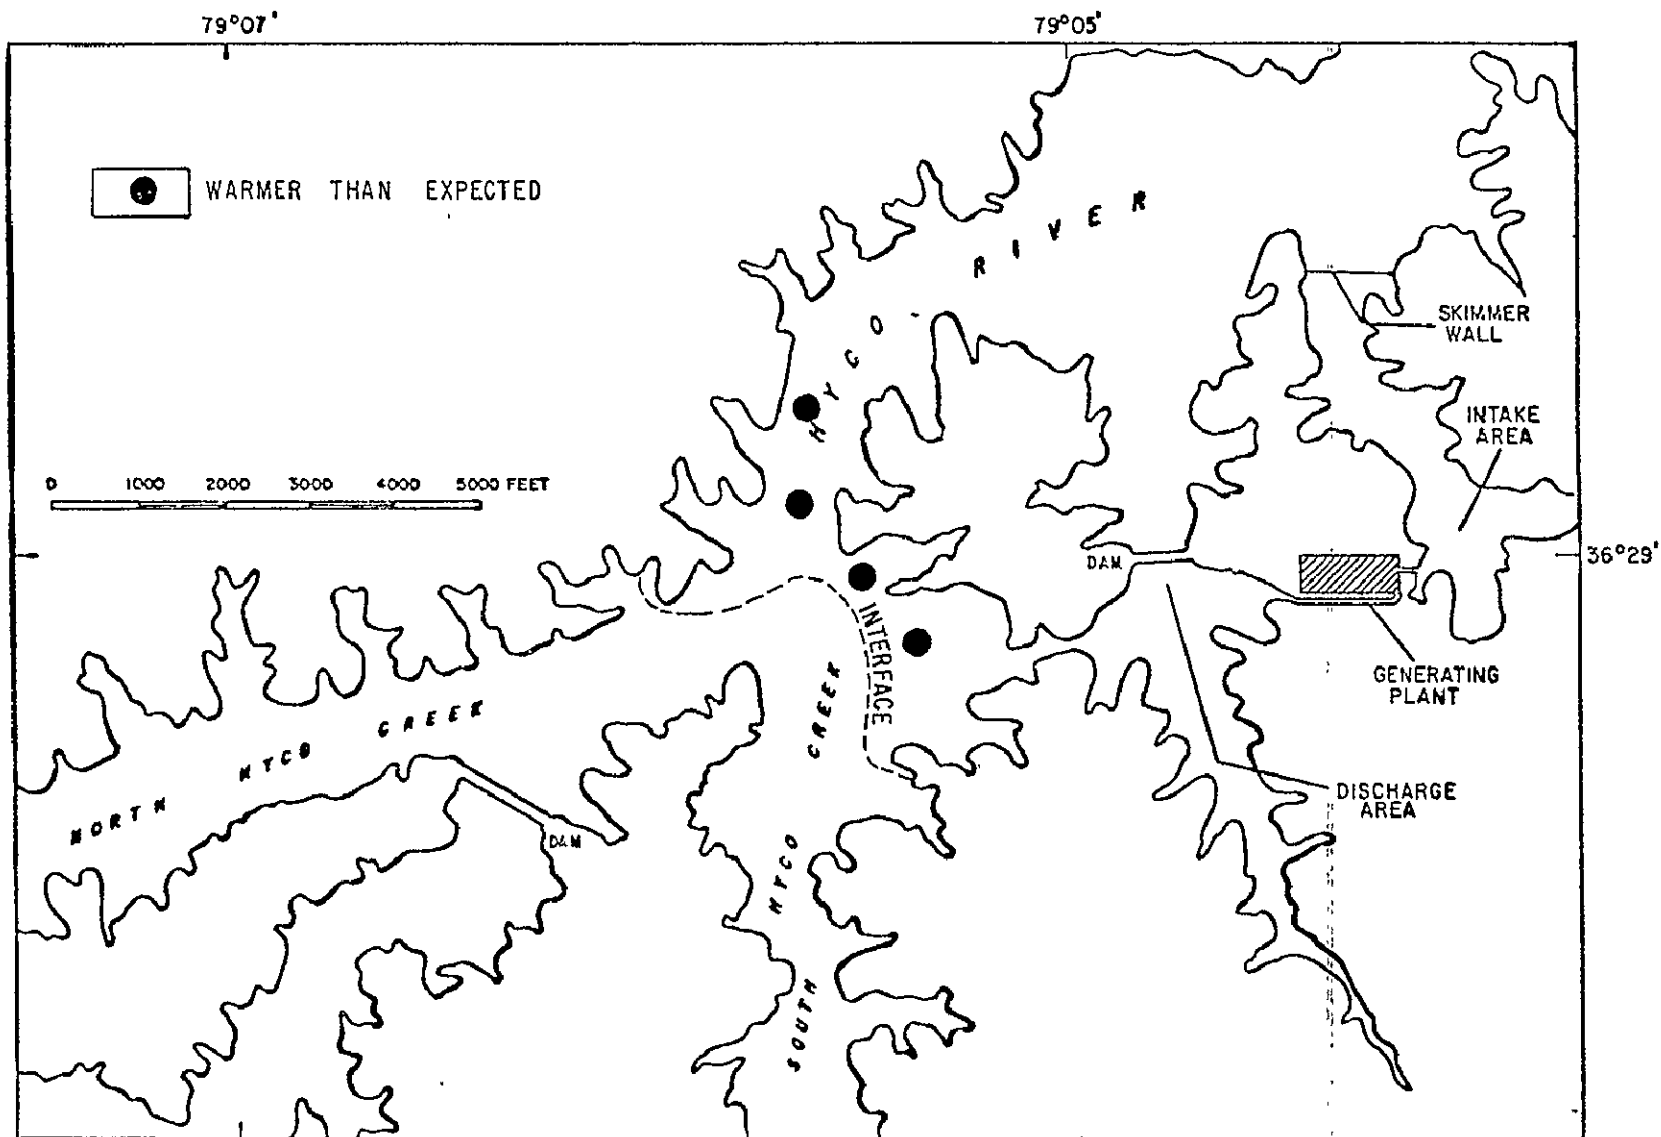 79°07'
79°05'
WARMER THAN EXPECTED
HYCO RIVER
SKIMMER
WALL
INTAKE
AREA
0 1000 2000 3000 4000 5000 FEET
DAM
36°29'
INTERFACE
GENERATING
PLANT
NORTH HYCO CREEK
DISCHARGE
AREA
DAM
SOUTH HYCO CREEK